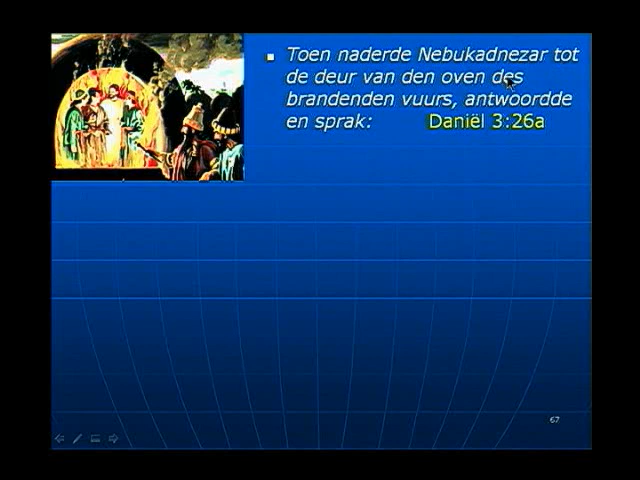 Toen naderde Nebukadnezar tot
de deur van den oven des
brandenden vuurs, antwoordde
en sprak: Daniël 3:26a
67